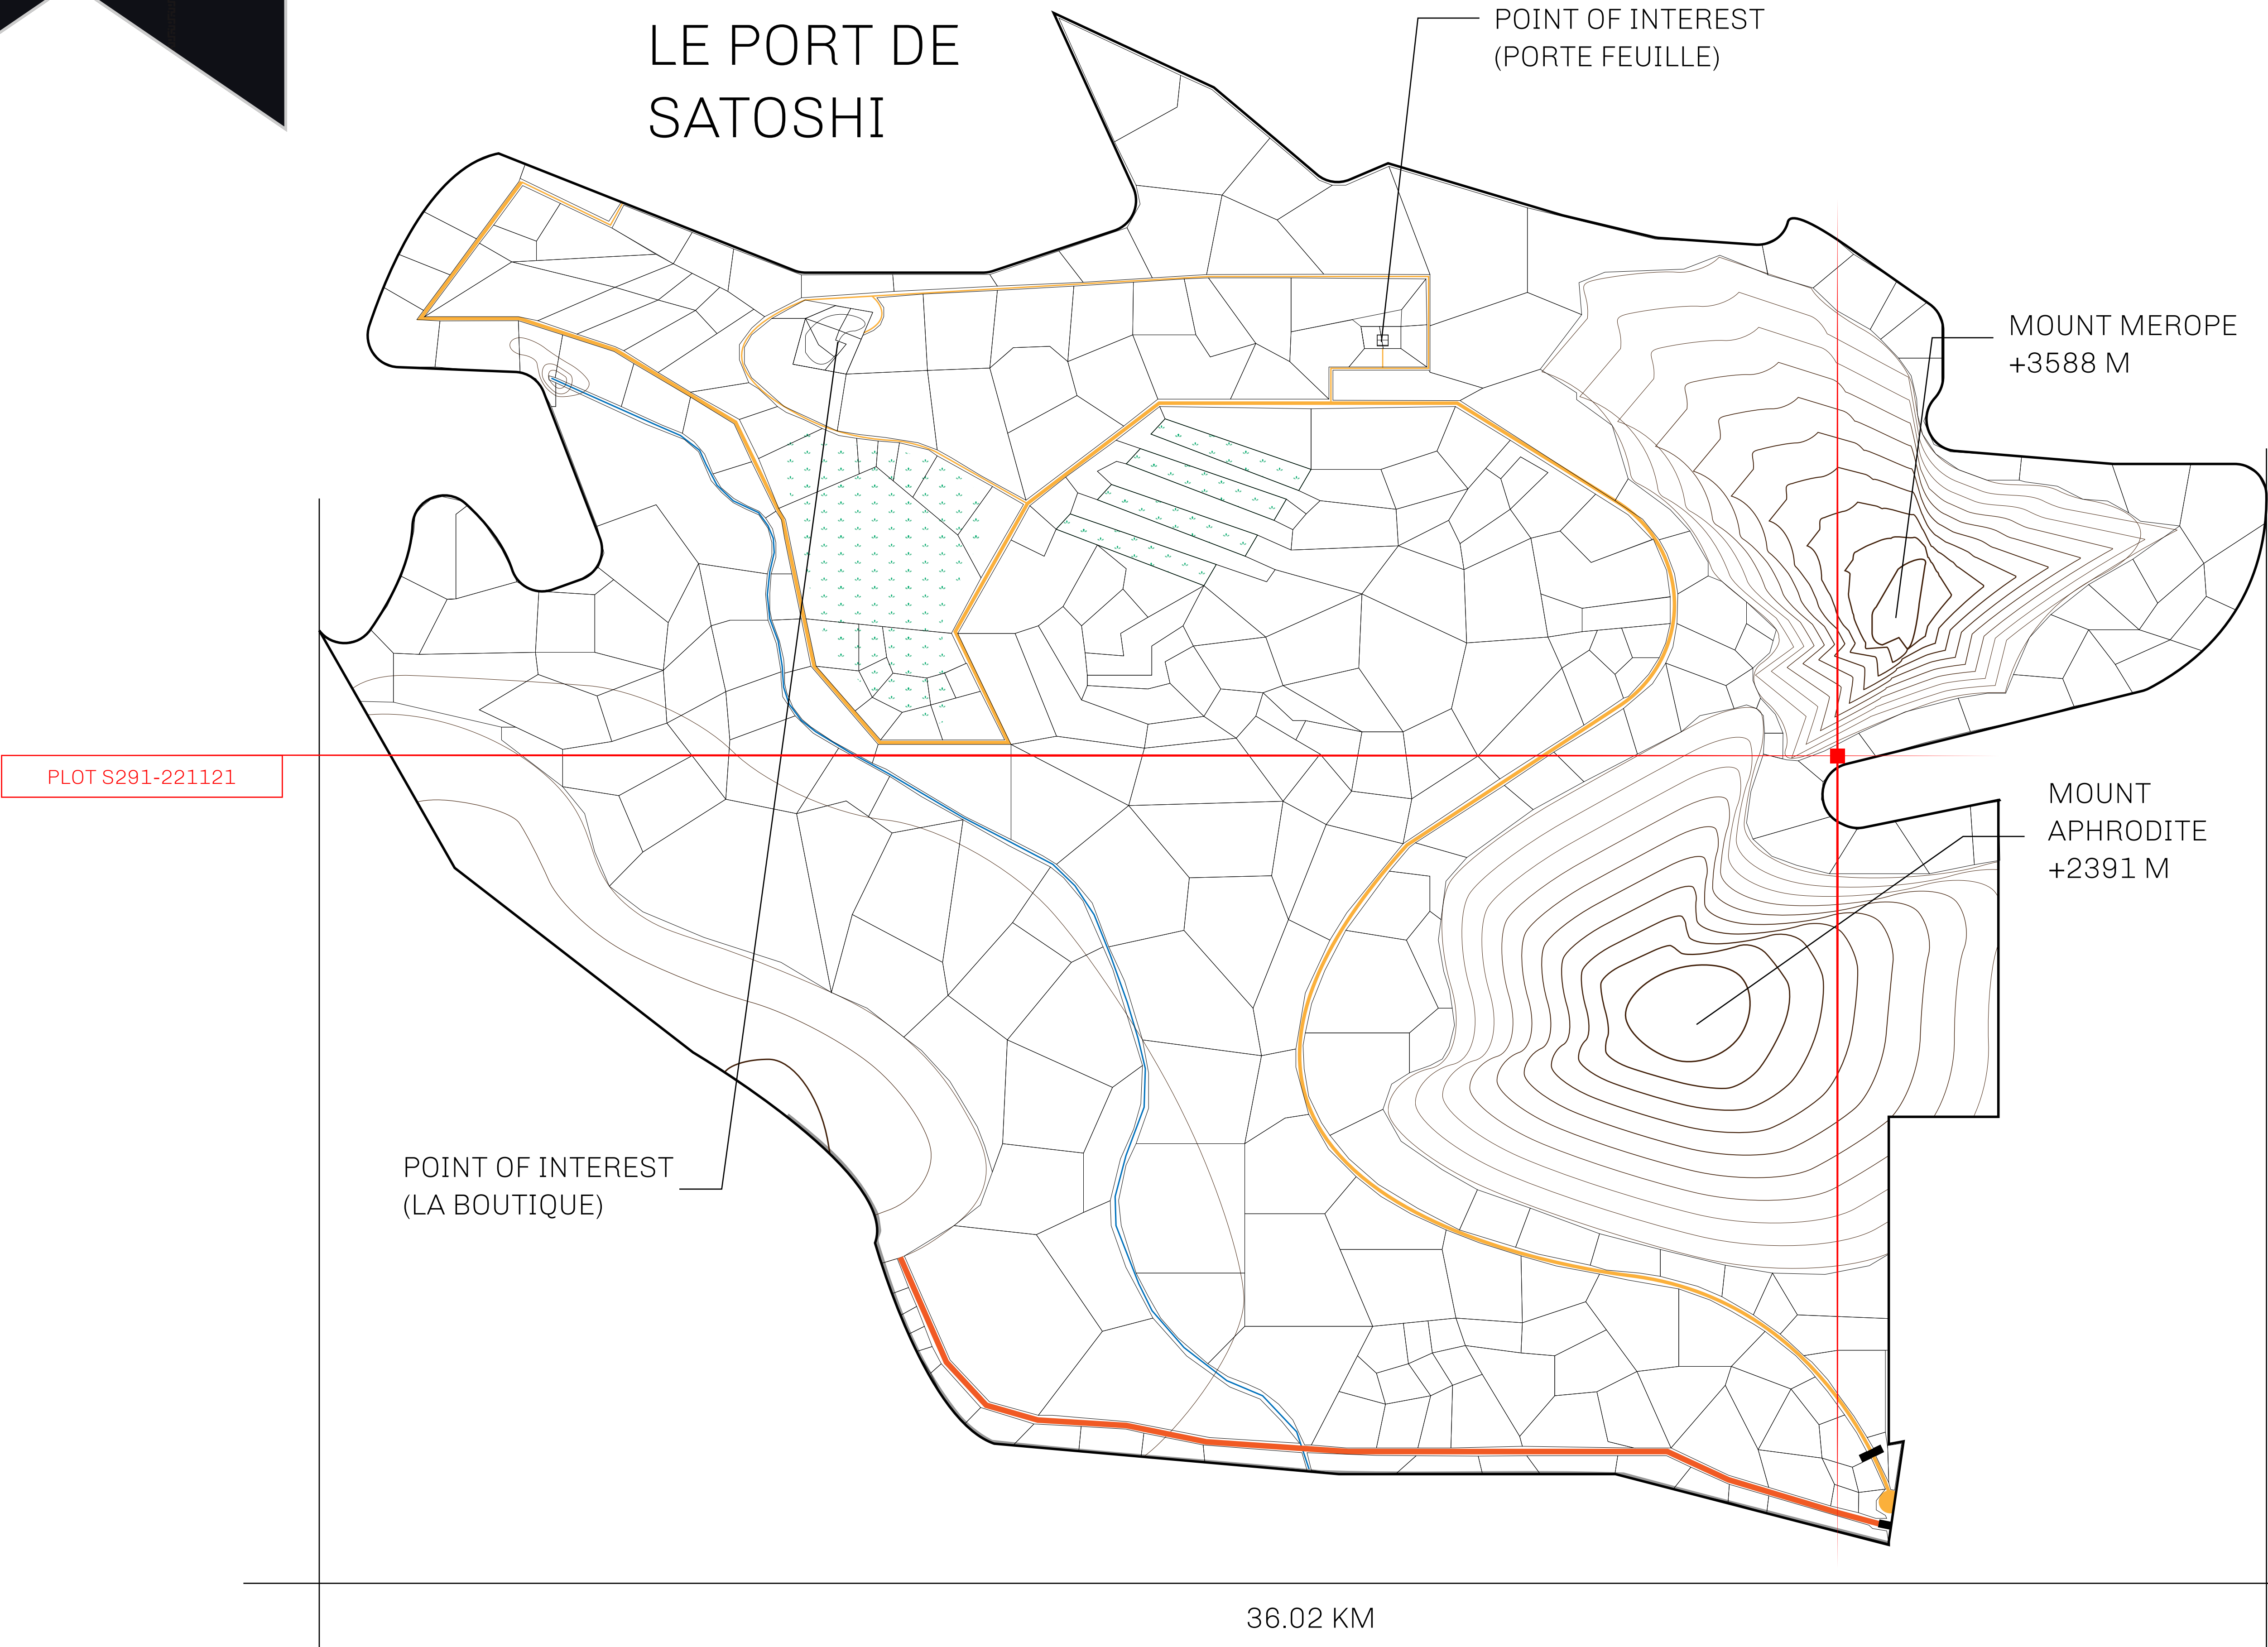 LE PORT DE
SATOSHI
POINT OF INTEREST
(PORTE FEUILLE)
MOUNT MEROPE
+3588 M
PLOT S291-221121
MOUNT
APHRODITE
+2391 M
POINT OF INTEREST
(LA BOUTIQUE)
36.02 KM